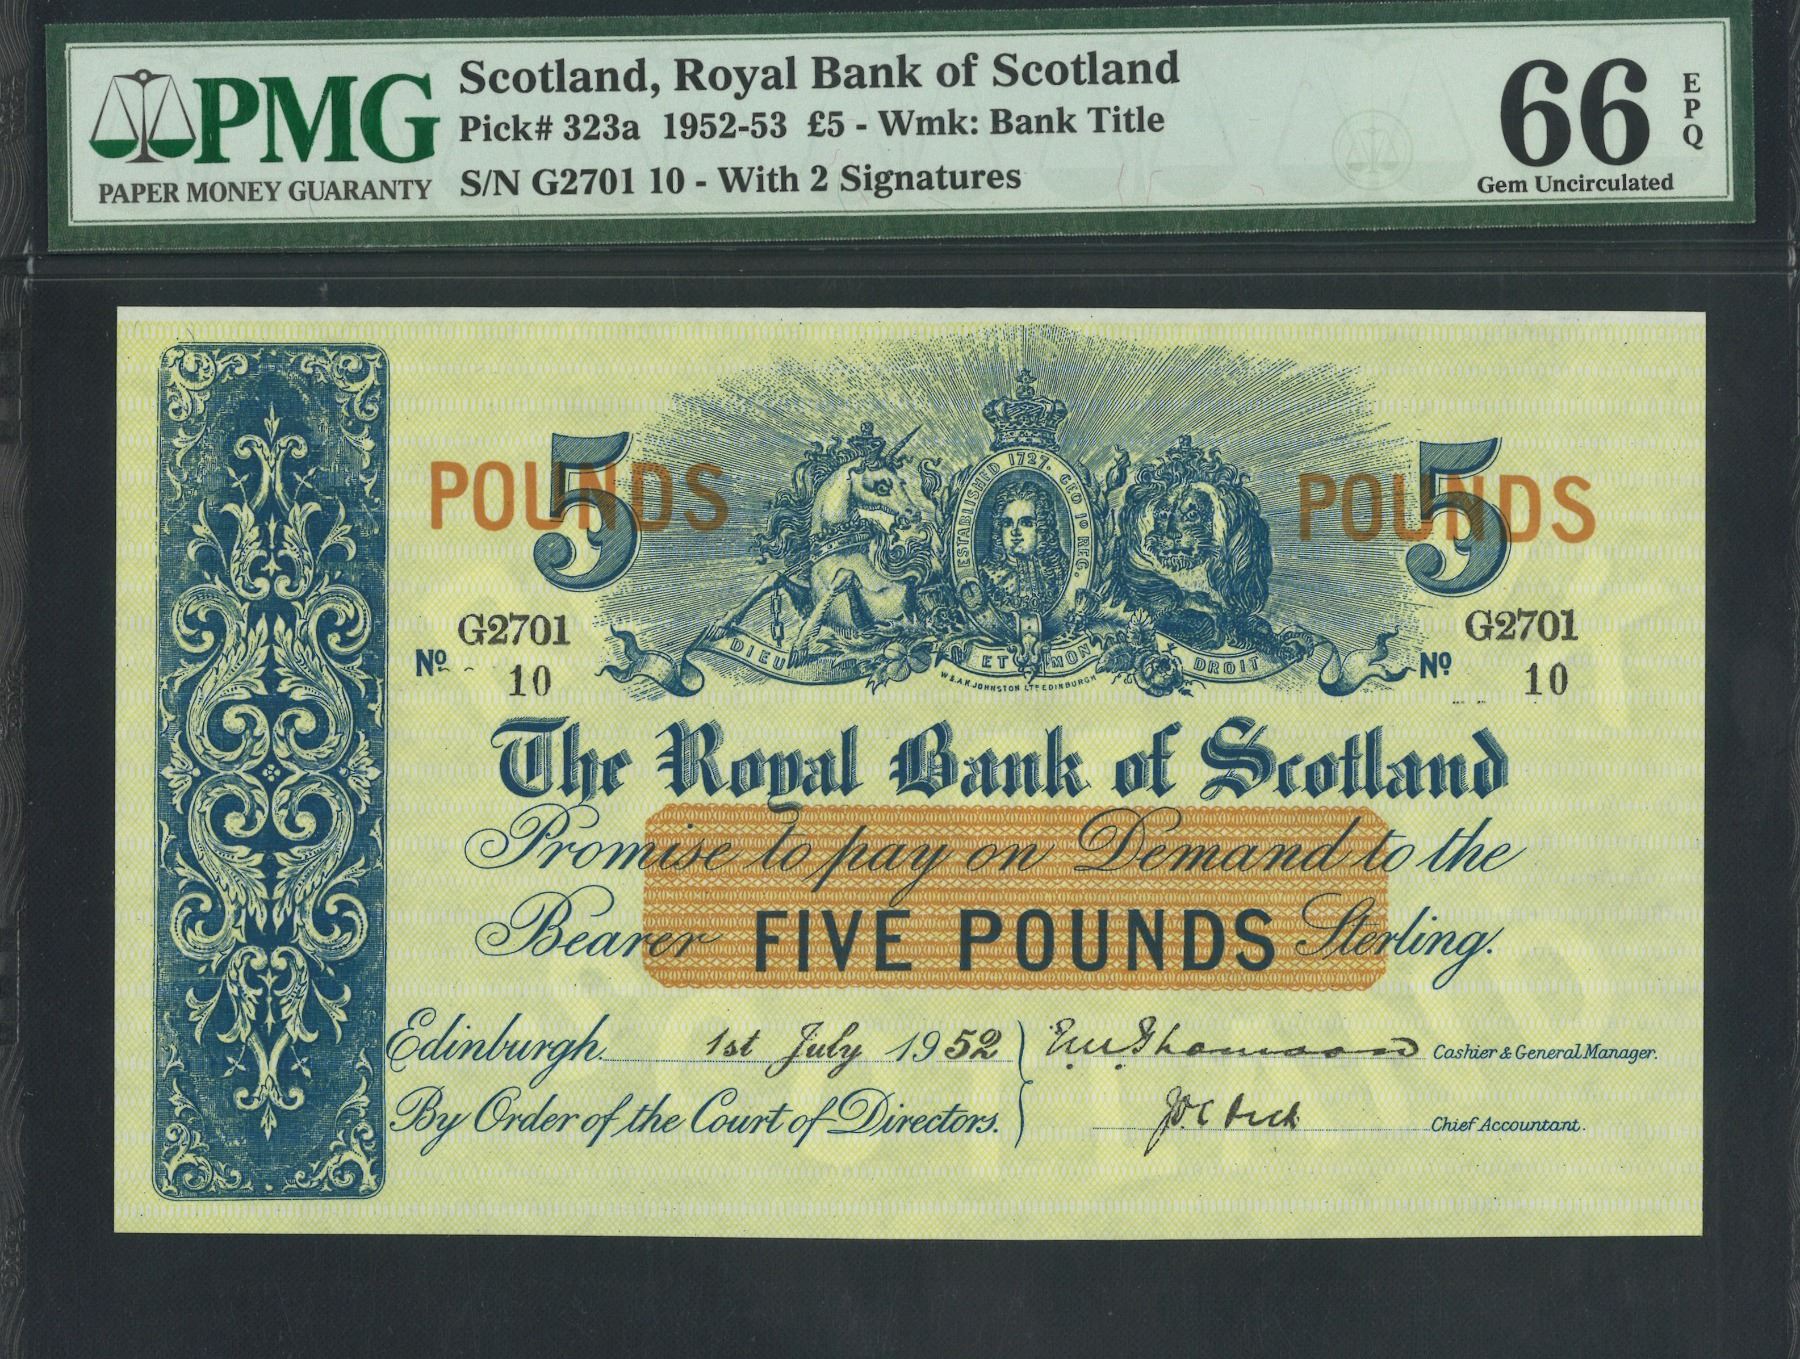 PMG
PAPER MONEY GUARANTY
Scotland, Royal Bank of Scotland
Pick# 323a 1952-53 £5 - Wmk: Bank Title
S/N G2701 10 - With 2 Signatures
66 EPQ
Gem Uncirculated
POUNDS 5
5 POUNDS
ESTABLISHED 1727. GEO 1º REG.
G2701
Nº 10
G2701
Nº 10
DIEU ET MON DROIT
W. & A.K. JOHNSTON LTD EDINBURGH
The Royal Bank of Scotland
Promise to pay on Demand to the
Bearer FIVE POUNDS Sterling.
Edinburgh. 1st July 1952
Cashier & General Manager.
By Order of the Court of Directors.
Chief Accountant.